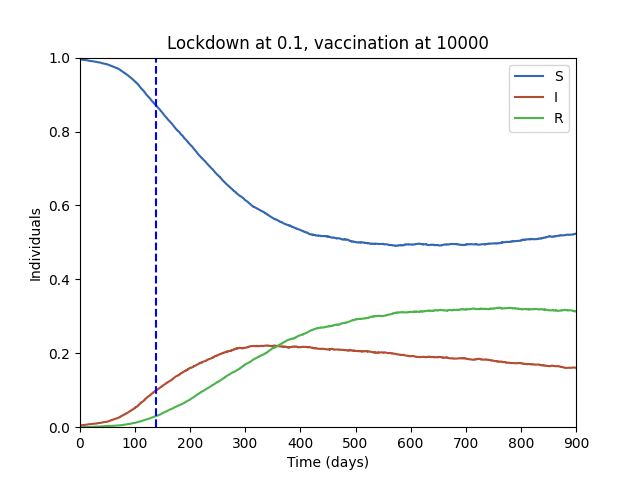 Lockdown at 0.1, vaccination at 10000
1.0
0.8
0.6
0.4
0.2
0.0
Individuals
S
I
R
0 100 200 300 400 500 600 700 800 900
Time (days)